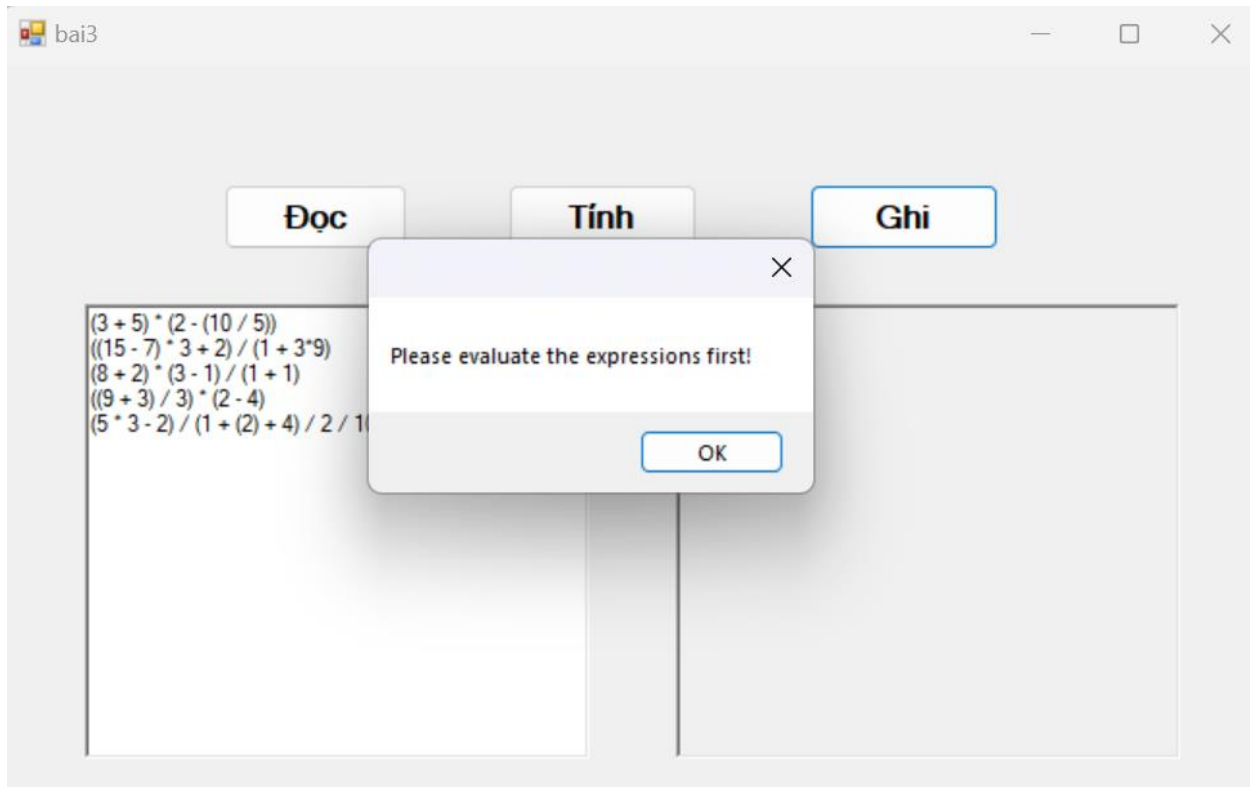 bai3
Đọc
Tính
Ghi
(3 + 5) * (2 - (10 / 5))
((15 - 7) * 3 + 2) / (1 + 3*9)
(8 + 2) * (3 - 1) / (1 + 1)
((9 + 3) / 3) * (2 - 4)
(5 * 3 - 2) / (1 + (2) + 4) / 2 /
Please evaluate the expressions first!
OK